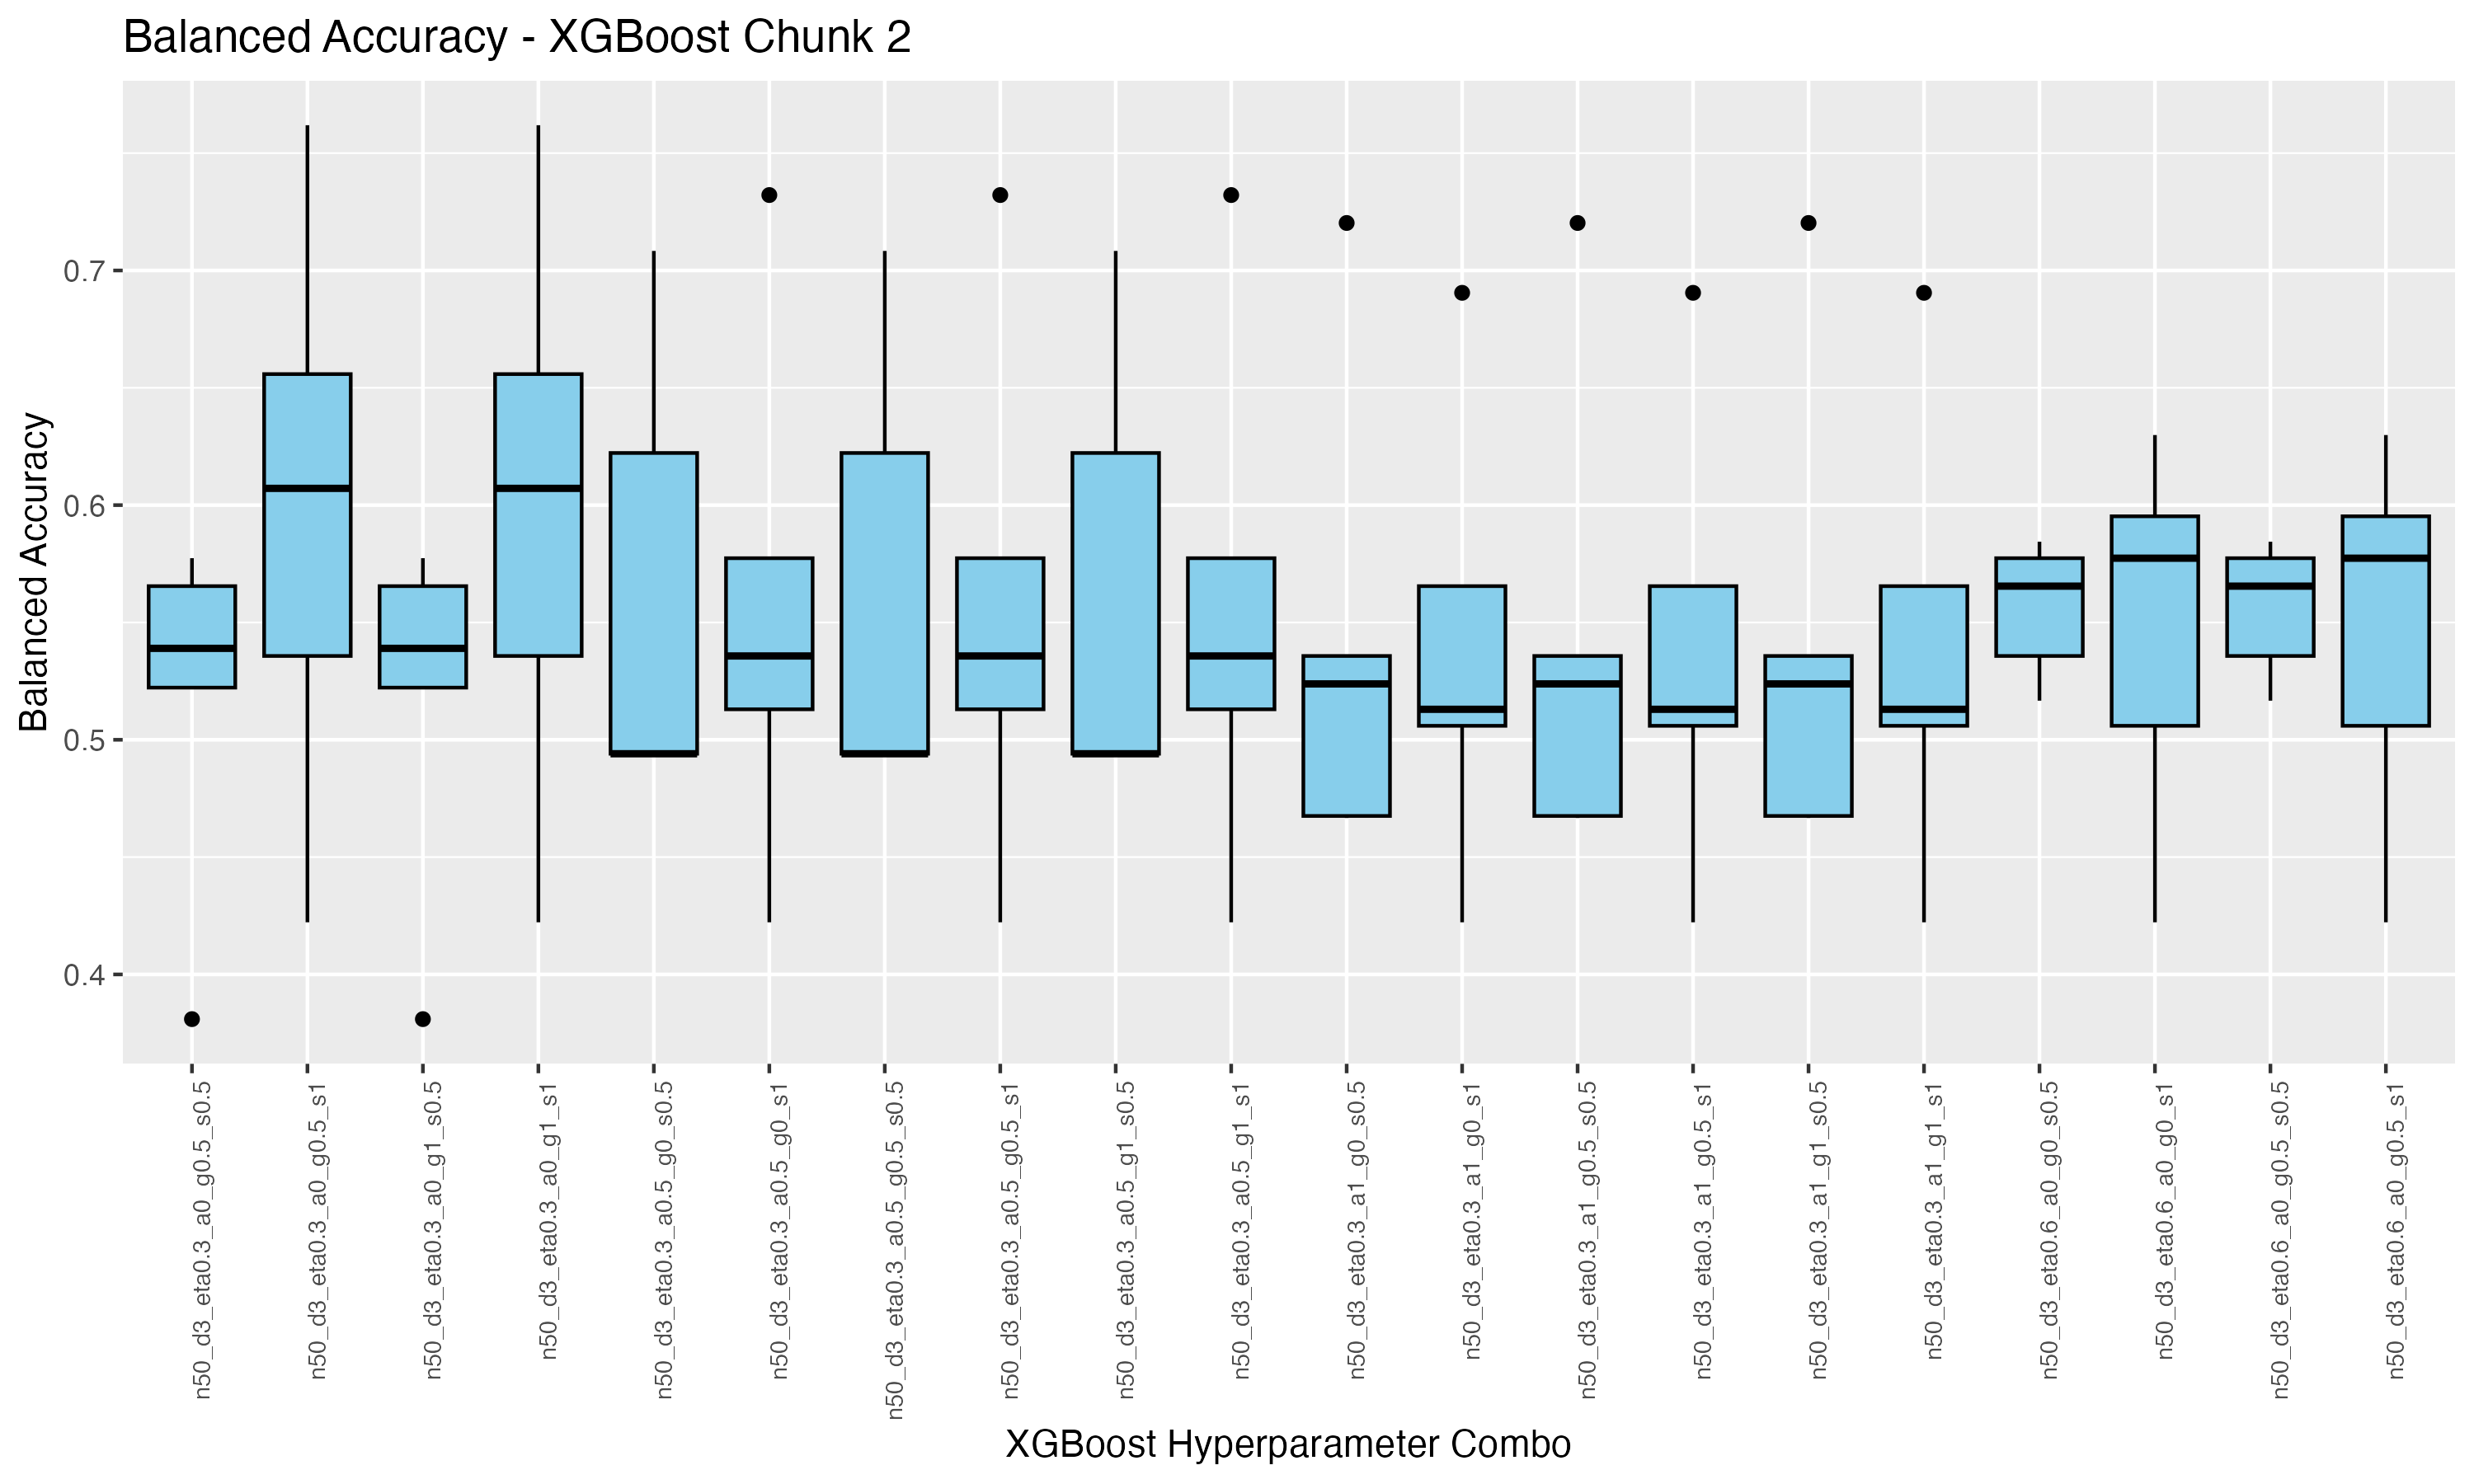 Balanced Accuracy - XGBoost Chunk 2
Balanced Accuracy
0.7
0.6
0.5
0.4
n50_d3_eta0.3_a0_g0.5_s0.5
n50_d3_eta0.3_a0_g0.5_s1
n50_d3_eta0.3_a0_g1_s0.5
n50_d3_eta0.3_a0_g1_s1
n50_d3_eta0.3_a0.5_g0_s0.5
n50_d3_eta0.3_a0.5_g0_s1
n50_d3_eta0.3_a0.5_g0.5_s0.5
n50_d3_eta0.3_a0.5_g0.5_s1
n50_d3_eta0.3_a0.5_g1_s0.5
n50_d3_eta0.3_a0.5_g1_s1
n50_d3_eta0.3_a1_g0_s0.5
n50_d3_eta0.3_a1_g0_s1
n50_d3_eta0.3_a1_g0.5_s0.5
n50_d3_eta0.3_a1_g0.5_s1
n50_d3_eta0.3_a1_g1_s0.5
n50_d3_eta0.3_a1_g1_s1
n50_d3_eta0.6_a0_g0_s0.5
n50_d3_eta0.6_a0_g0_s1
n50_d3_eta0.6_a0_g0.5_s0.5
n50_d3_eta0.6_a0_g0.5_s1
XGBoost Hyperparameter Combo